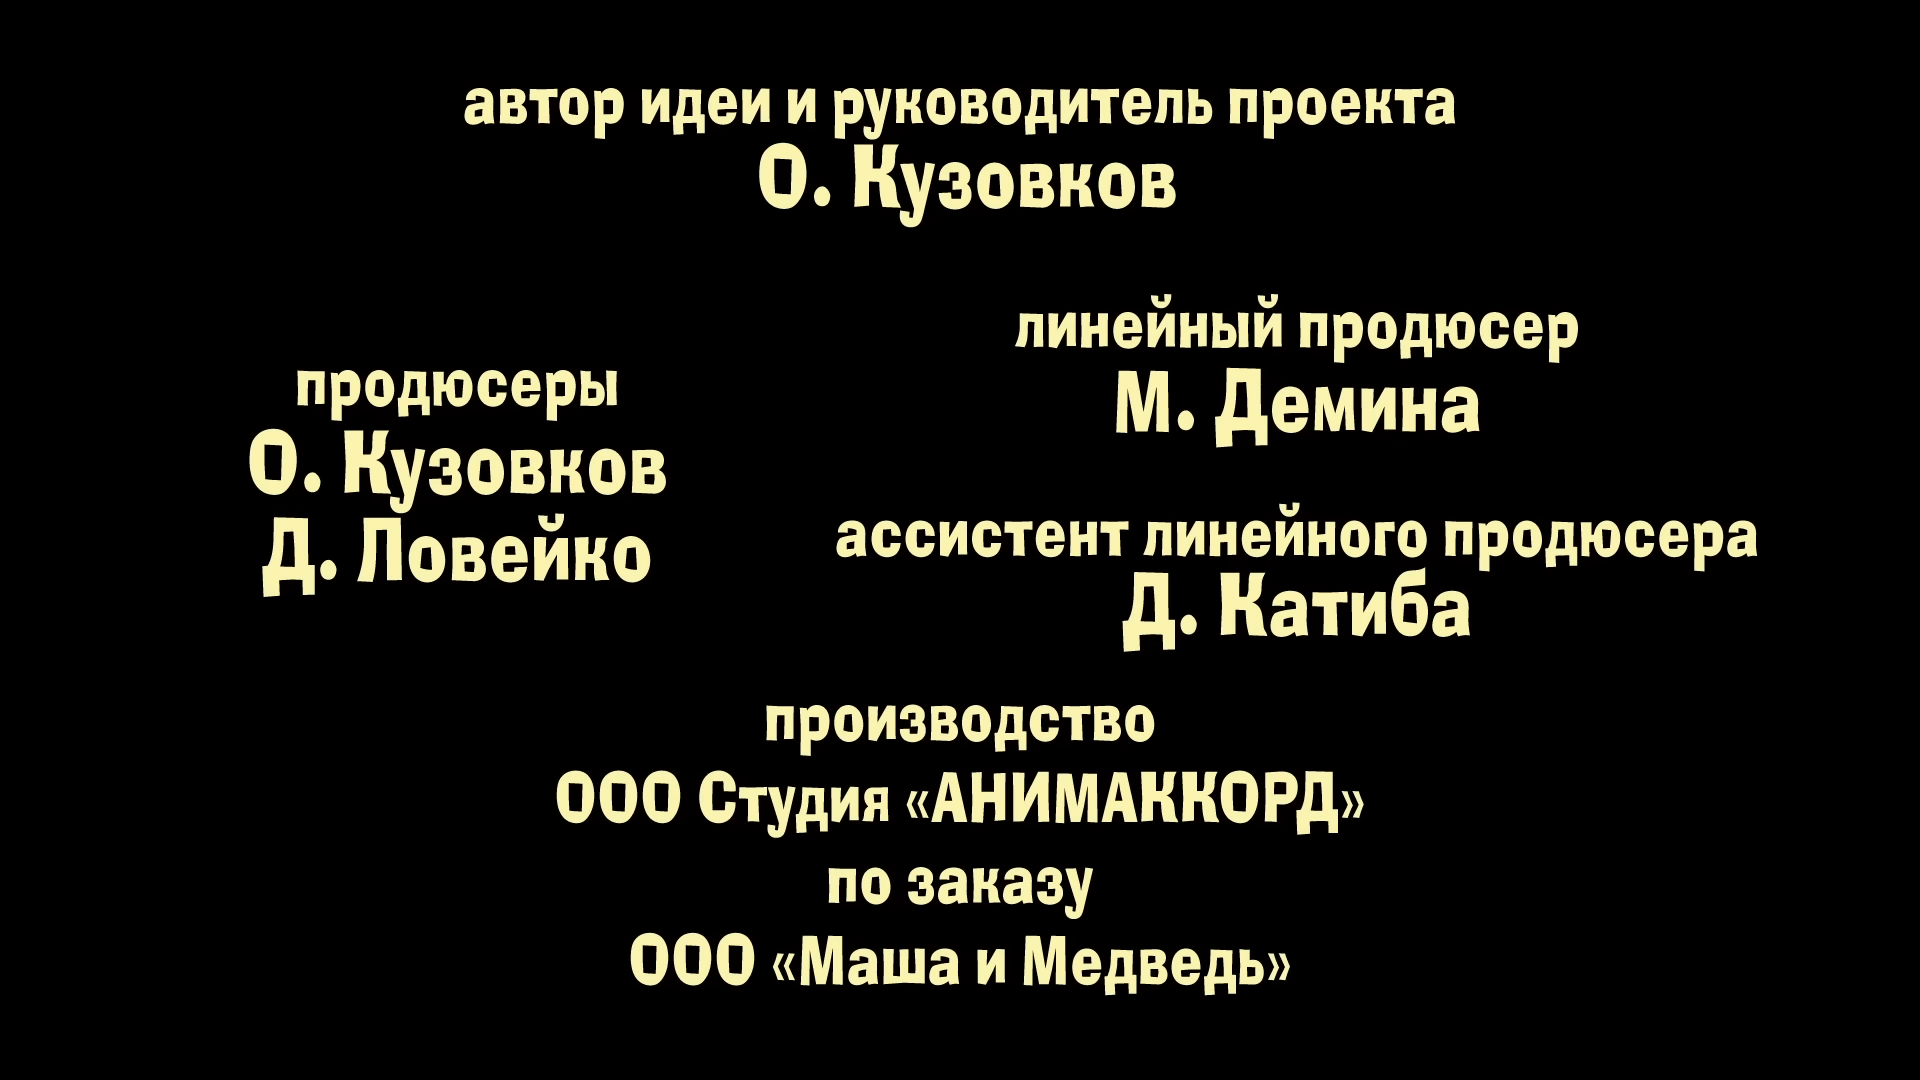 автор идеи и руководитель проекта
О. Кузовков
продюсеры
О. Кузовков
Д. Ловейко
линейный продюсер
М. Демина
ассистент линейного продюсера
Д. Катиба
производство
ООО Студия «АНИМАККОРД»
по заказу
ООО «Маша и Медведь»